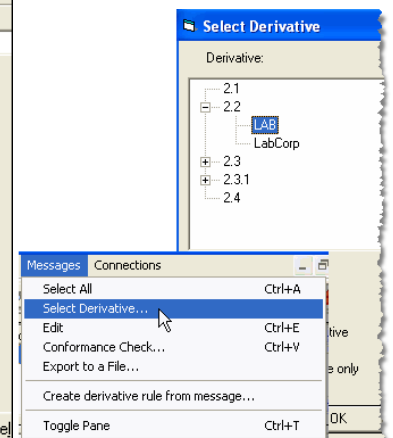 Select Derivative
Derivative:
2.1
2.2
LAB
LabCorp
2.3
2.3.1
2.4
Messages Connections
Select All Ctrl+A
Select Derivative...
Edit Ctrl+E
Conformance Check... Ctrl+V
Export to a File...
Create derivative rule from message...
Toggle Pane Ctrl+T
tive
e only
OK